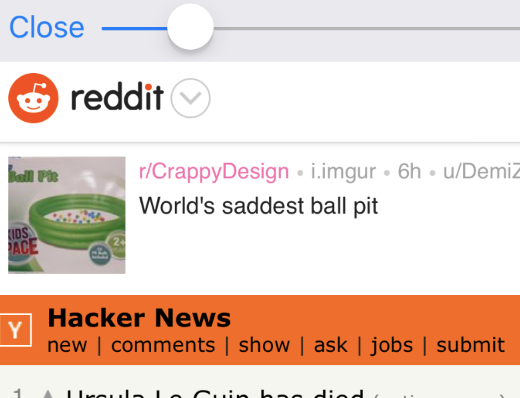 Close
reddit
r/CrappyDesign • i.imgur • 6h • u/DemiZ
World's saddest ball pit
Ball Pit
KIDS
PACE
2+
Y
Hacker News
new | comments | show | ask | jobs | submit
1 Ursula Le Guin has died